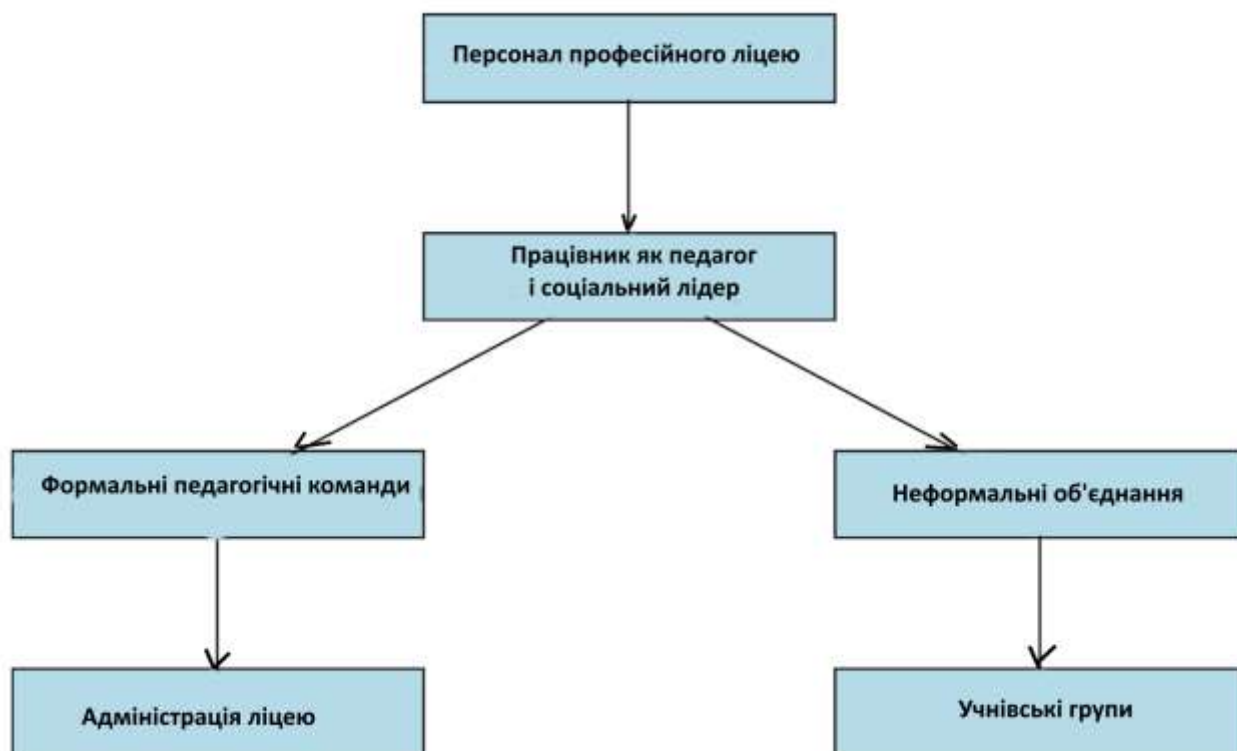 Персонал професійного ліцею
Працівник як педагог
і соціальний лідер
Формальні педагогічні команди
Неформальні об'єднання
Адміністрація ліцею
Учнівські групи